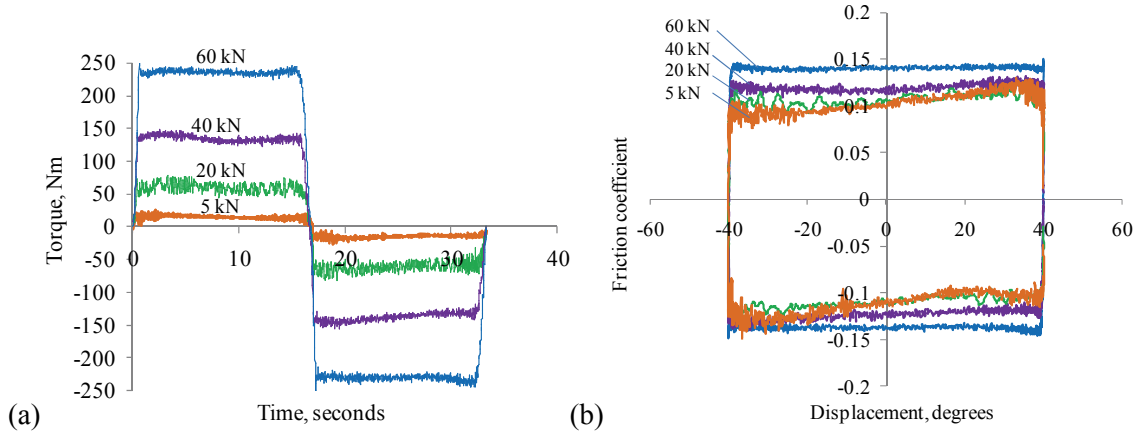 250
200
150
100
50
0
-50
-100
-150
-200
-250
0
10
20
30
40
60 kN
40 kN
20 kN
5 kN
Torque, Nm
Time, seconds
(a)
0.2
0.15
0.1
0.05
0
-0.05
-0.1
-0.15
-0.2
-60
-40
-20
0
20
40
60
60 kN
40 kN
20 kN
5 kN
Friction coefficient
Displacement, degrees
(b)